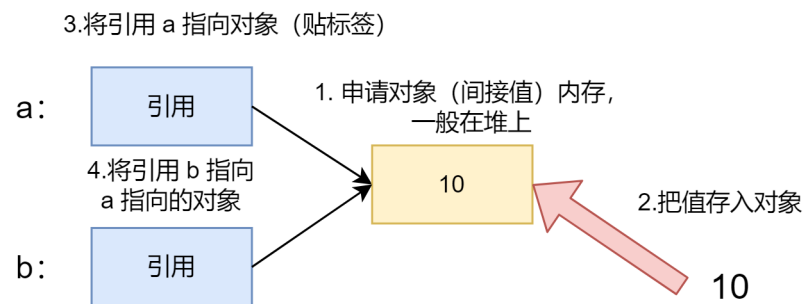 3.将引用 a 指向对象（贴标签）
a：
引用
1. 申请对象（间接值）内存，
一般在堆上
4.将引用 b 指向
a 指向的对象
10
2.把值存入对象
b：
引用
10